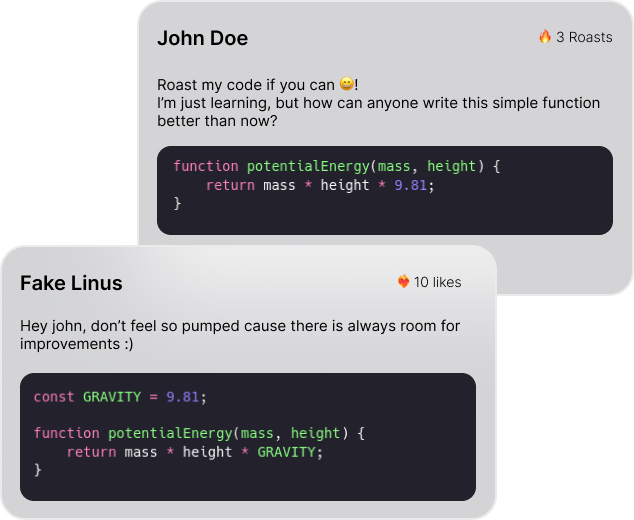 John Doe
🔥 3 Roasts
Roast my code if you can 😄!
I’m just learning, but how can anyone write this simple function
better than now?
function potentialEnergy(mass, height) {
    return mass * height * 9.81;
}
Fake Linus
❤️‍🔥 10 likes
Hey john, don’t feel so pumped cause there is always room for
improvements :)
const GRAVITY = 9.81;
function potentialEnergy(mass, height) {
    return mass * height * GRAVITY;
}